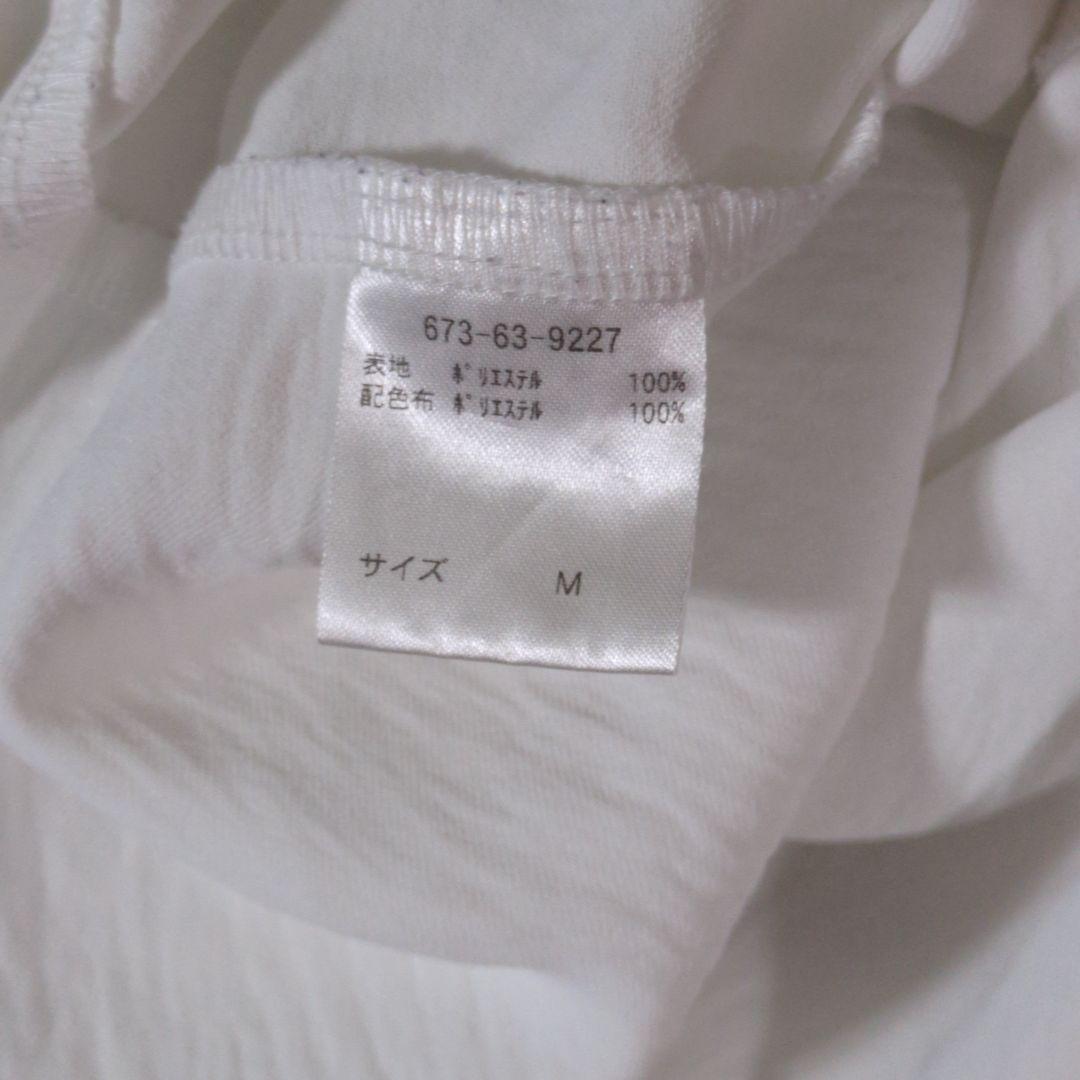 673-63-9227
表地 ﾎﾟﾘｴｽﾃﾙ 100%
配色布 ﾎﾟﾘｴｽﾃﾙ 100%
サイズ M